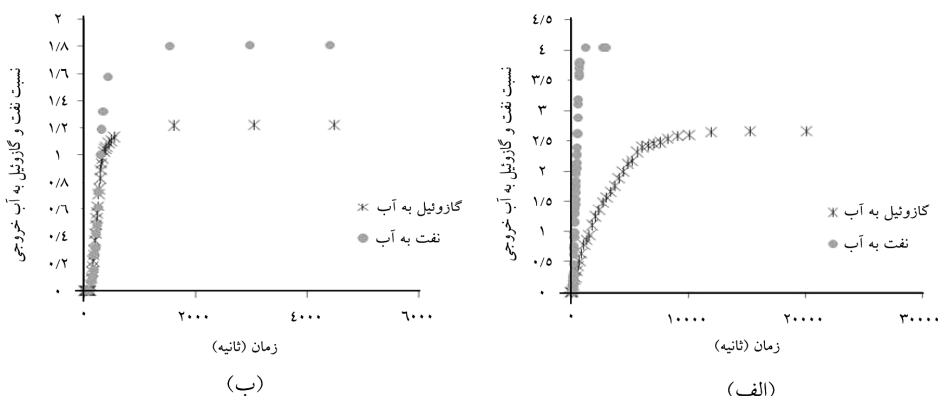 نسبت نفت و گازوئیل به آب خروجی
۴/۵
۴
۳/۵
۳
۲/۵
۲
۱/۵
۱
۰/۵
۰
۰
۱۰۰۰۰
۲۰۰۰۰
۳۰۰۰۰
زمان (ثانیه)
گازوئیل به آب
نفت به آب
(الف)
نسبت نفت و گازوئیل به آب خروجی
۲
۱/۸
۱/۶
۱/۴
۱/۲
۱
۰/۸
۰/۶
۰/۴
۰/۲
۰
۰
۲۰۰۰
۴۰۰۰
۶۰۰۰
زمان (ثانیه)
گازوئیل به آب
نفت به آب
(ب)